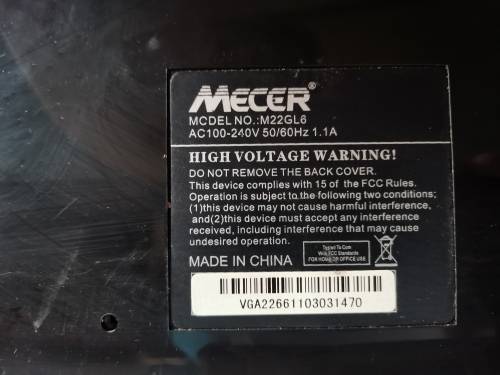 MECER®
MODEL NO.:M22GL6
AC100-240V 50/60Hz 1.1A
HIGH VOLTAGE WARNING!
DO NOT REMOVE THE BACK COVER.
This device complies with 15 of the FCC Rules.
Operation is subject.to the following two conditions:
(1)this device may not cause harmful interference,
and(2)this device must accept any interference
received, including interference that may cause
undesired operation.
Tested To Com
With FCC Standards
FOR HOME OR OFFICE USE
MADE IN CHINA
VGA22661103031470